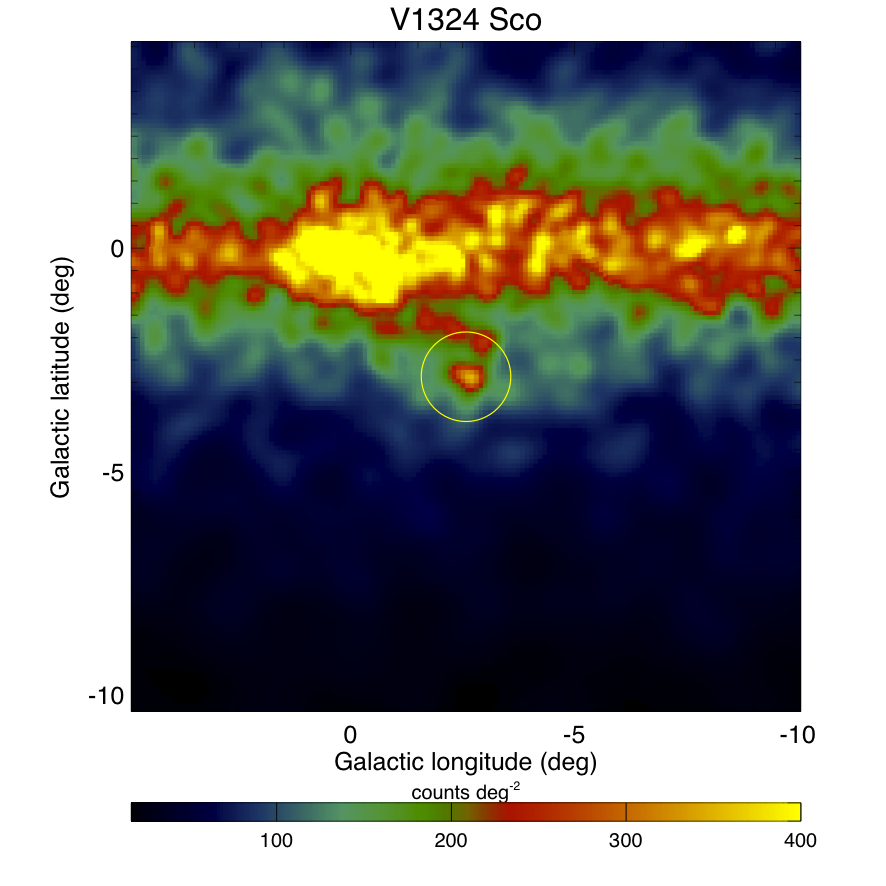 V1324 Sco
Galactic latitude (deg)
0
-5
-10
0 -5 -10
Galactic longitude (deg)
counts deg⁻²
100 200 300 400